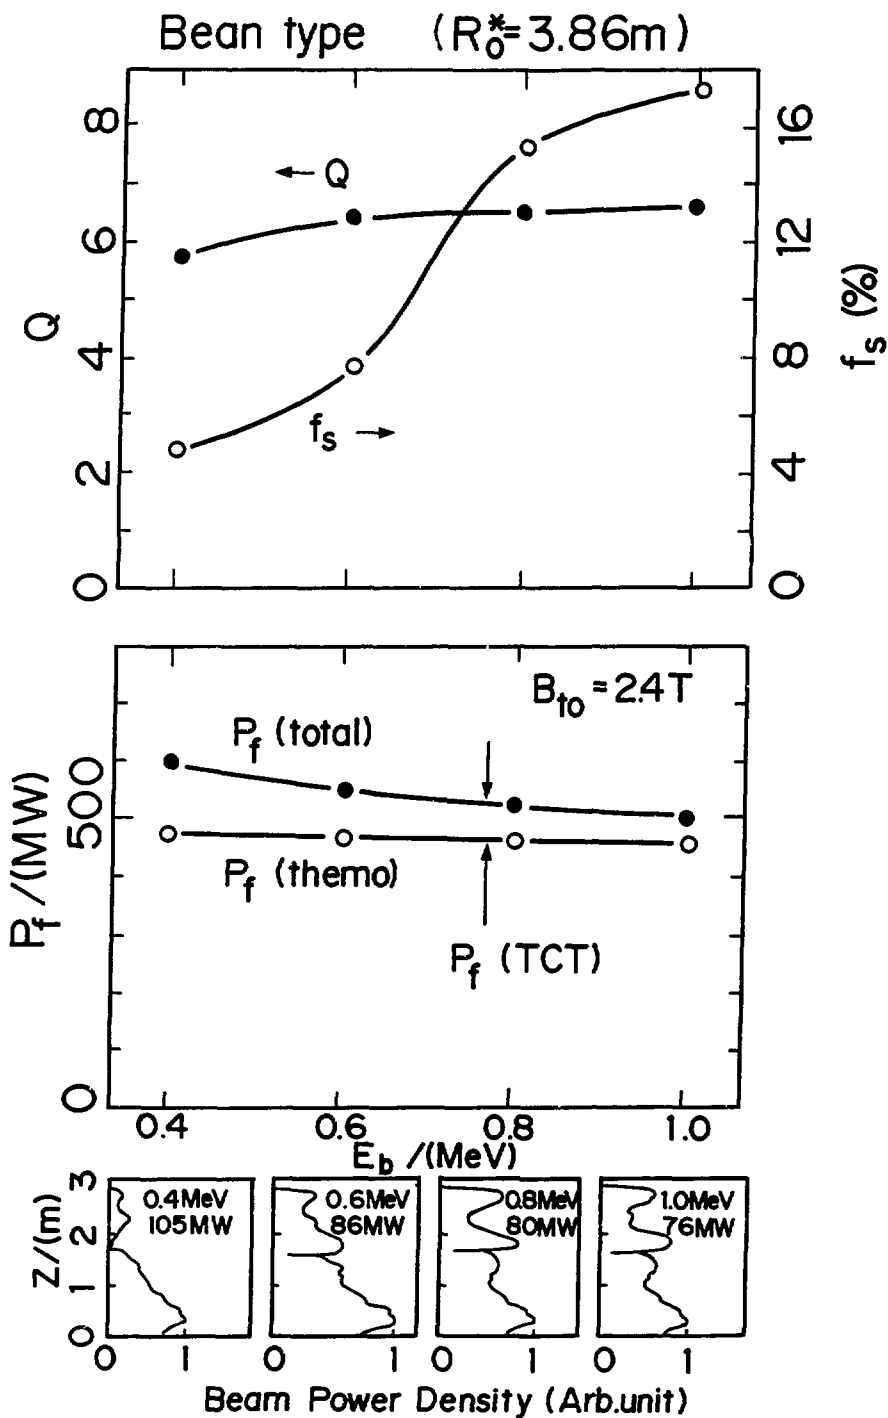 Bean type (R₀*=3.86m)
8
6
4
2
0
Q
16
12
8
4
0
f_s (%)
← Q
f_s →
B_to = 2.4T
P_f (total)
P_f (themo)
P_f (TCT)
P_f /(MW)
500
0
0.4 0.6 0.8 1.0
E_b /(MeV)
Z/(m)
3
2
1
0
0.4MeV
105MW
0.6MeV
86MW
0.8MeV
80MW
1.0MeV
76MW
0 1 0 1 0 1 0 1
Beam Power Density (Arb.unit)